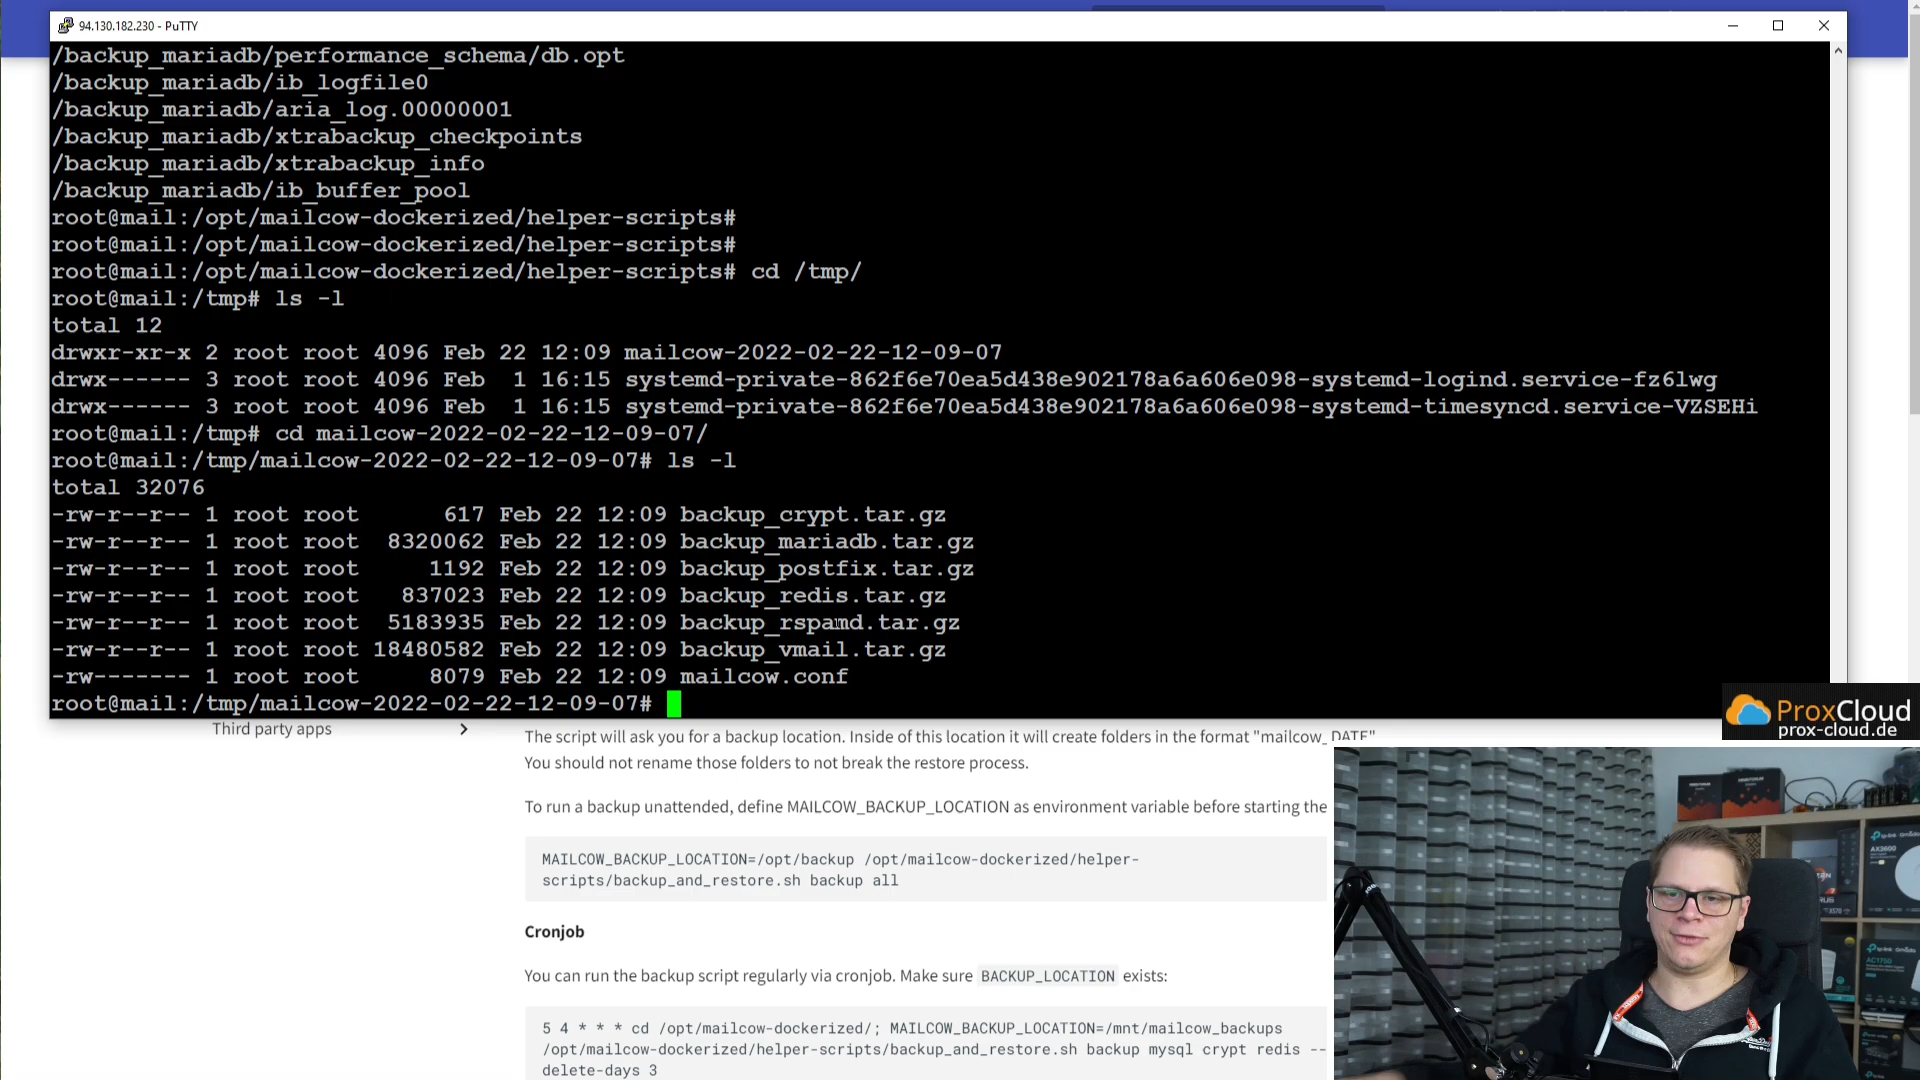 94.130.182.230 - PuTTY
/backup_mariadb/performance_schema/db.opt
/backup_mariadb/ib_logfile0
/backup_mariadb/aria_log.00000001
/backup_mariadb/xtrabackup_checkpoints
/backup_mariadb/xtrabackup_info
/backup_mariadb/ib_buffer_pool
root@mail:/opt/mailcow-dockerized/helper-scripts#
root@mail:/opt/mailcow-dockerized/helper-scripts#
root@mail:/opt/mailcow-dockerized/helper-scripts# cd /tmp/
root@mail:/tmp# ls -l
total 12
drwxr-xr-x 2 root root 4096 Feb 22 12:09 mailcow-2022-02-22-12-09-07
drwx------ 3 root root 4096 Feb  1 16:15 systemd-private-862f6e70ea5d438e902178a6a606e098-systemd-logind.service-fz6lwg
drwx------ 3 root root 4096 Feb  1 16:15 systemd-private-862f6e70ea5d438e902178a6a606e098-systemd-timesyncd.service-VZSEHi
root@mail:/tmp# cd mailcow-2022-02-22-12-09-07/
root@mail:/tmp/mailcow-2022-02-22-12-09-07# ls -l
total 32076
-rw-r--r-- 1 root root      617 Feb 22 12:09 backup_crypt.tar.gz
-rw-r--r-- 1 root root  8320062 Feb 22 12:09 backup_mariadb.tar.gz
-rw-r--r-- 1 root root     1192 Feb 22 12:09 backup_postfix.tar.gz
-rw-r--r-- 1 root root   837023 Feb 22 12:09 backup_redis.tar.gz
-rw-r--r-- 1 root root  5183935 Feb 22 12:09 backup_rspamd.tar.gz
-rw-r--r-- 1 root root 18480582 Feb 22 12:09 backup_vmail.tar.gz
-rw------- 1 root root     8079 Feb 22 12:09 mailcow.conf
root@mail:/tmp/mailcow-2022-02-22-12-09-07#
ProxCloud
prox-cloud.de
Third party apps
The script will ask you for a backup location. Inside of this location it will create folders in the format "mailcow_DATE"
You should not rename those folders to not break the restore process.
To run a backup unattended, define MAILCOW_BACKUP_LOCATION as environment variable before starting the
MAILCOW_BACKUP_LOCATION=/opt/backup /opt/mailcow-dockerized/helper-
scripts/backup_and_restore.sh backup all
Cronjob
You can run the backup script regularly via cronjob. Make sure BACKUP_LOCATION exists:
5 4 * * * cd /opt/mailcow-dockerized/; MAILCOW_BACKUP_LOCATION=/mnt/mailcow_backups
/opt/mailcow-dockerized/helper-scripts/backup_and_restore.sh backup mysql crypt redis --
delete-days 3
tp-link
AX3600
tp-link
AC1750